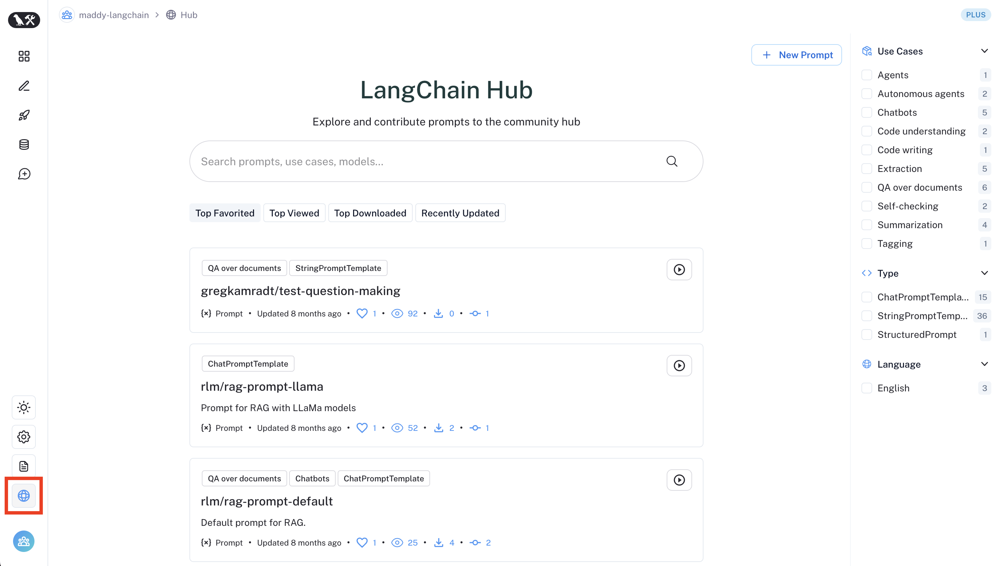 maddy-langchain > Hub
PLUS
New Prompt
LangChain Hub
Explore and contribute prompts to the community hub
Search prompts, use cases, models...
Top Favorited Top Viewed Top Downloaded Recently Updated
QA over documents StringPromptTemplate
gregkamradt/test-question-making
{×} Prompt • Updated 8 months ago • 1 • 92 • 0 • 1
ChatPromptTemplate
rlm/rag-prompt-llama
Prompt for RAG with LLaMa models
{×} Prompt • Updated 8 months ago • 1 • 52 • 2 • 1
QA over documents Chatbots ChatPromptTemplate
rlm/rag-prompt-default
Default prompt for RAG.
{×} Prompt • Updated 8 months ago • 1 • 25 • 4 • 2
Use Cases
Agents 1
Autonomous agents 2
Chatbots 5
Code understanding 2
Code writing 1
Extraction 5
QA over documents 6
Self-checking 2
Summarization 4
Tagging 1
Type
ChatPromptTempla... 15
StringPromptTemp... 36
StructuredPrompt 1
Language
English 3